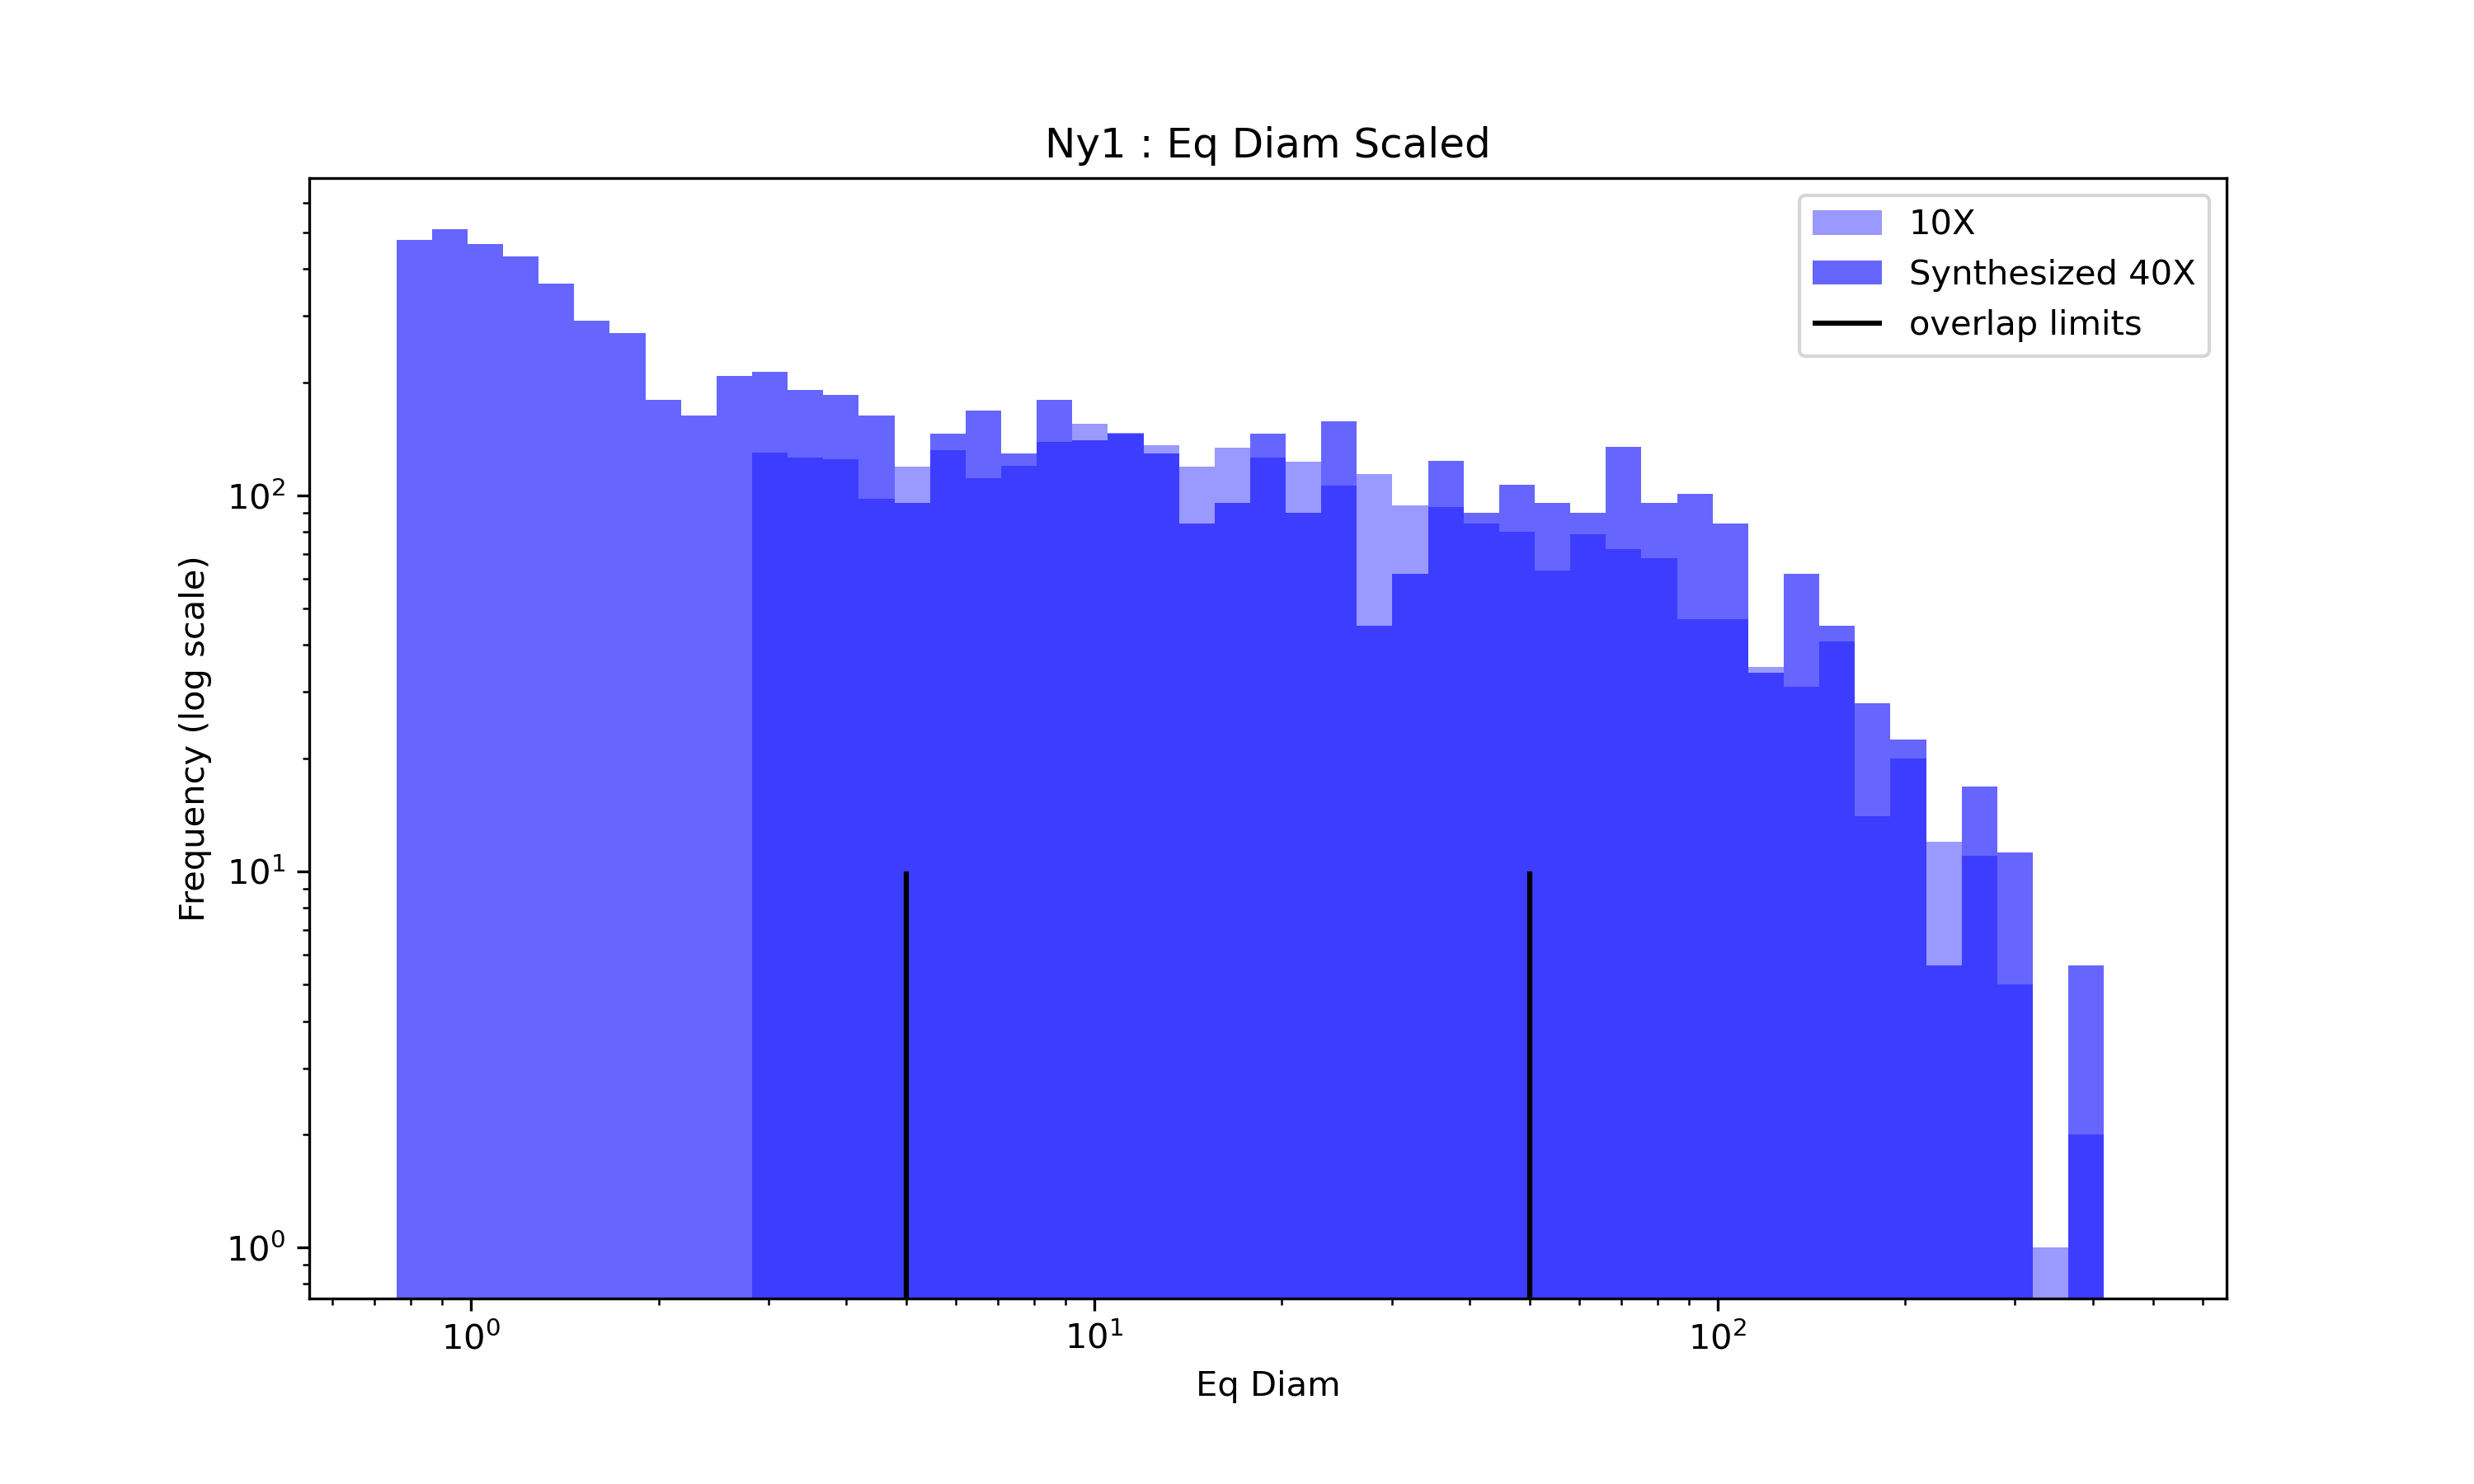 Ny1 : Eq Diam Scaled
10X
Synthesized 40X
overlap limits
Frequency (log scale)
10²
10¹
10⁰
10⁰ 10¹ 10²
Eq Diam